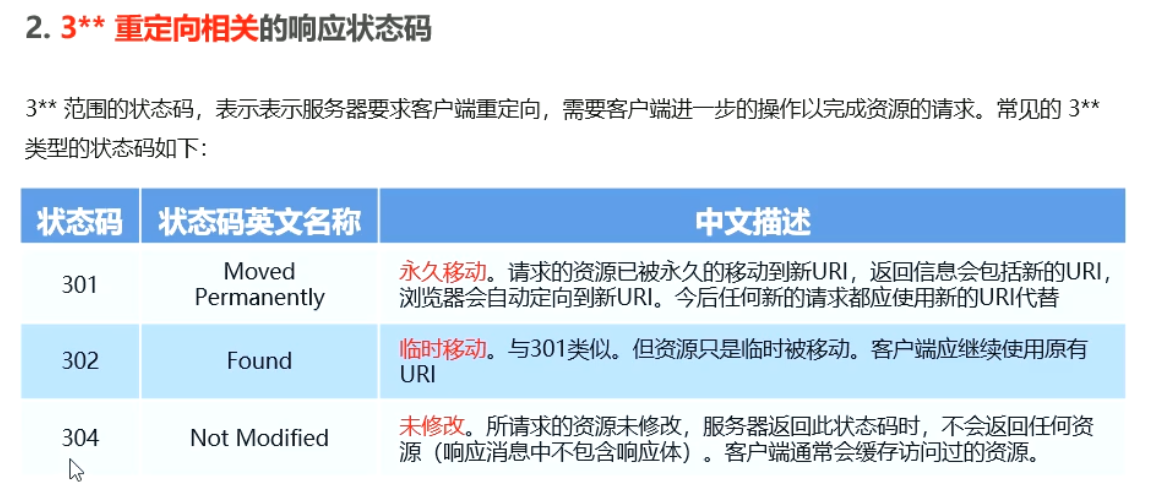 2. 3** 重定向相关的响应状态码
3** 范围的状态码，表示表示服务器要求客户端重定向，需要客户端进一步的操作以完成资源的请求。常见的 3**
类型的状态码如下：
状态码 状态码英文名称 中文描述
301
Moved
Permanently
永久移动。请求的资源已被永久的移动到新URI，返回信息会包括新的URI，
浏览器会自动定向到新URI。今后任何新的请求都应使用新的URI代替
302
Found
临时移动。与301类似。但资源只是临时被移动。客户端应继续使用原有
URI
304
Not Modified
未修改。所请求的资源未修改，服务器返回此状态码时，不会返回任何资
源（响应消息中不包含响应体）。客户端通常会缓存访问过的资源。